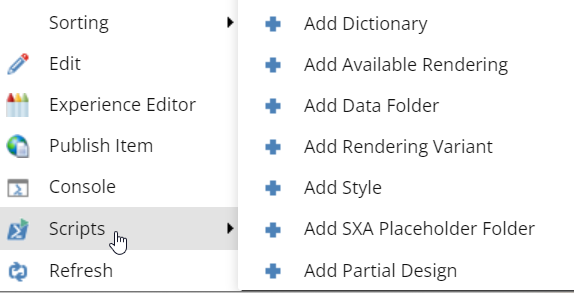 Sorting
Edit
Experience Editor
Publish Item
Console
Scripts
Refresh
Add Dictionary
Add Available Rendering
Add Data Folder
Add Rendering Variant
Add Style
Add SXA Placeholder Folder
Add Partial Design